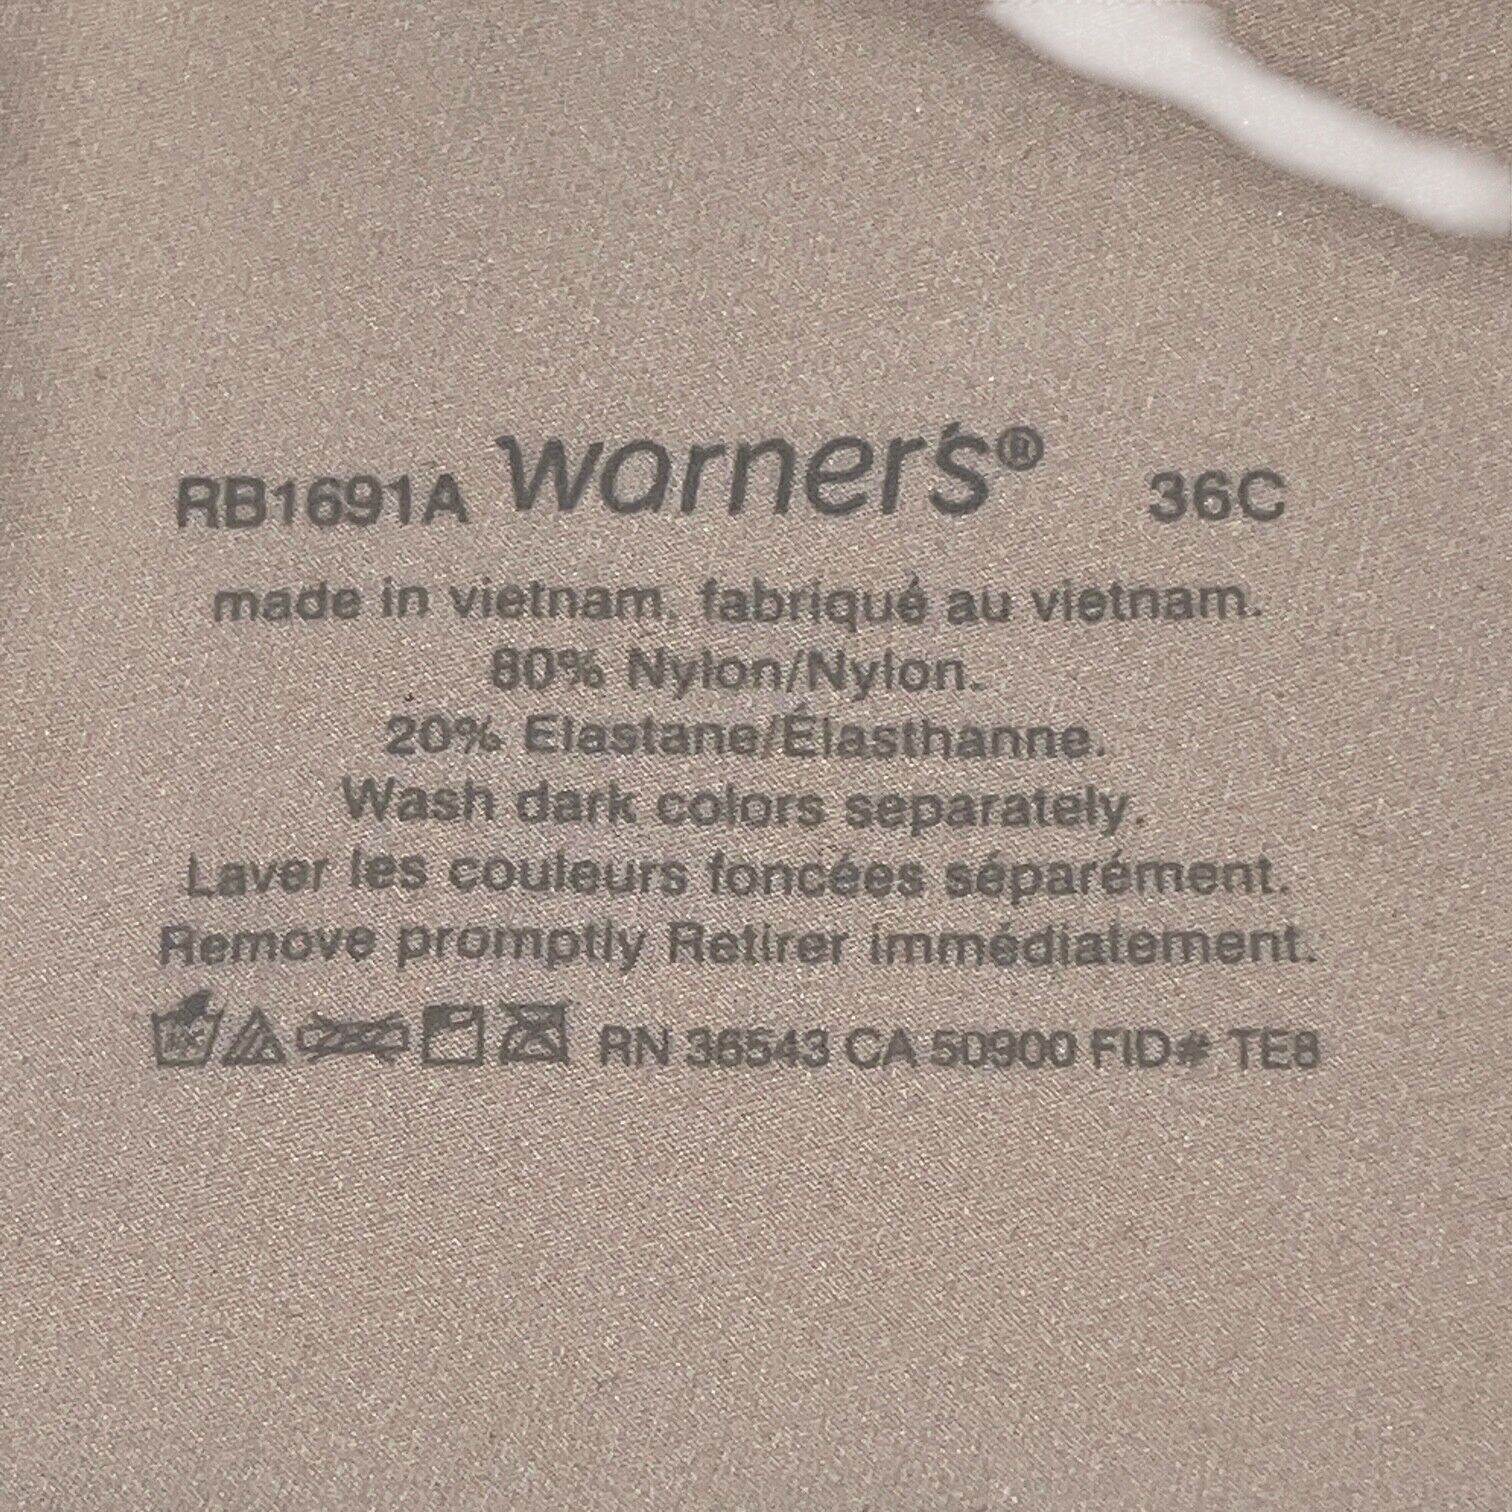 RB1691A warner's® 36C
made in vietnam. fabriqué au vietnam.
80% Nylon/Nylon.
20% Elastane/Élasthanne.
Wash dark colors separately.
Laver les couleurs foncées séparément.
Remove promptly Retirer immédiatement.
RN 36543 CA 50900 FID# TE8